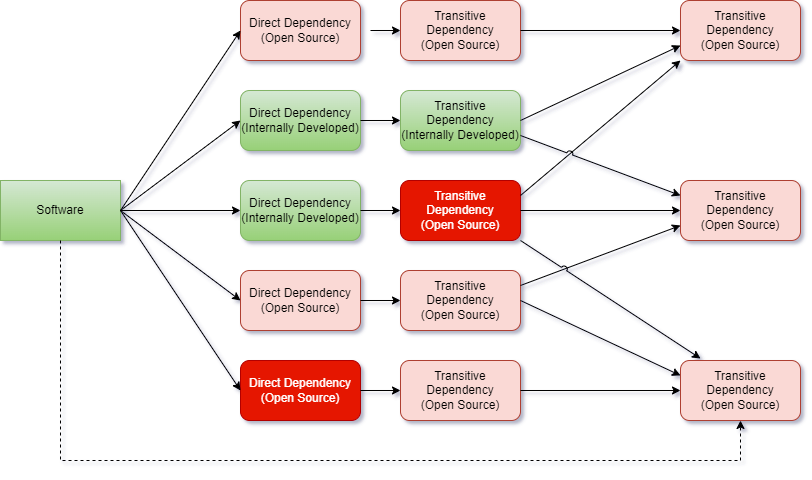 Direct Dependency
(Open Source)
Transitive
Dependency
(Open Source)
Transitive
Dependency
(Open Source)
Direct Dependency
(Internally Developed)
Transitive
Dependency
(Internally Developed)
Software
Direct Dependency
(Internally Developed)
Transitive
Dependency
(Open Source)
Transitive
Dependency
(Open Source)
Direct Dependency
(Open Source)
Transitive
Dependency
(Open Source)
Direct Dependency
(Open Source)
Transitive
Dependency
(Open Source)
Transitive
Dependency
(Open Source)